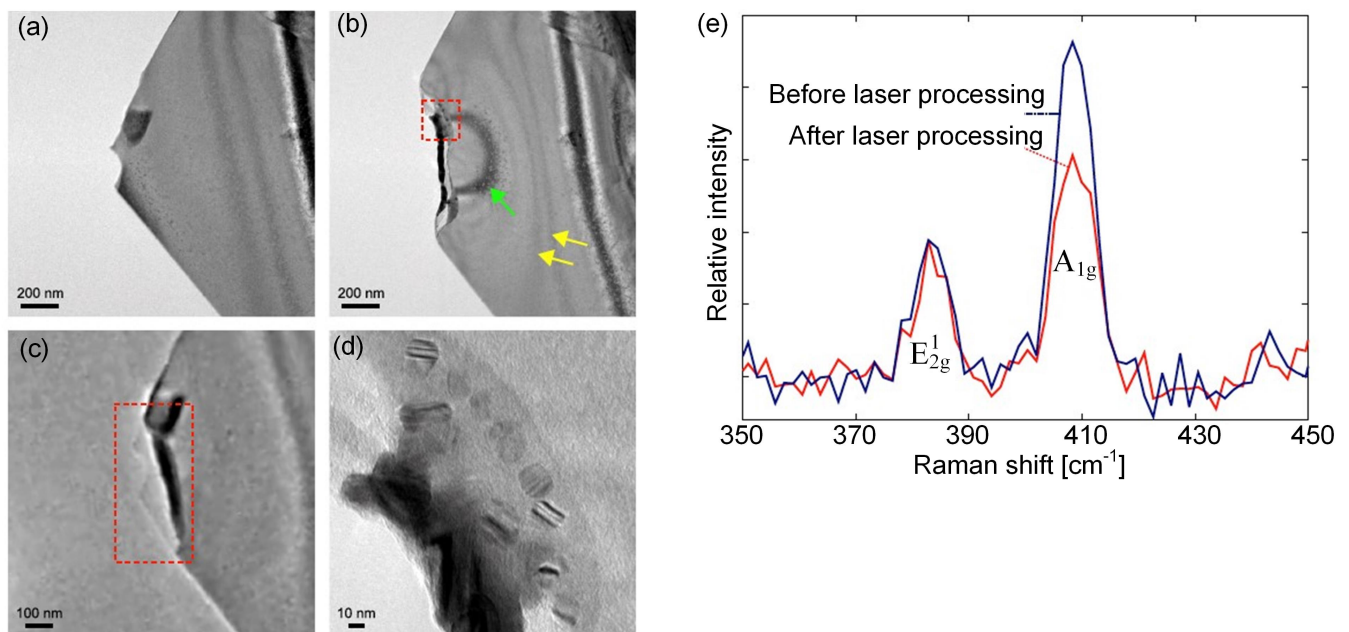 (a)
200 nm
(b)
200 nm
(c)
100 nm
(d)
10 nm
(e)
Before laser processing
After laser processing
A1g
E12g
Relative intensity
350 370 390 410 430 450
Raman shift [cm-1]